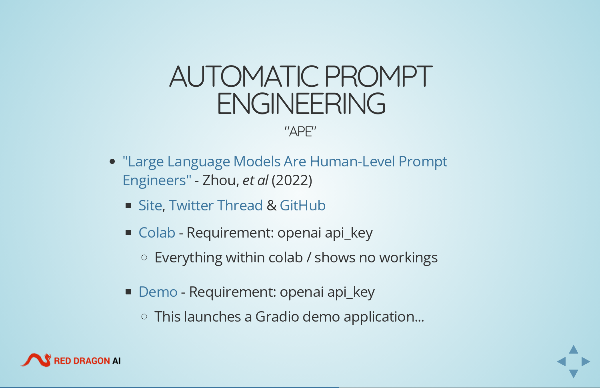 AUTOMATIC PROMPT
ENGINEERING
"APE"
"Large Language Models Are Human-Level Prompt
Engineers" - Zhou, et al (2022)
Site, Twitter Thread & GitHub
Colab - Requirement: openai api_key
Everything within colab / shows no workings
Demo - Requirement: openai api_key
This launches a Gradio demo application...
RED DRAGON AI